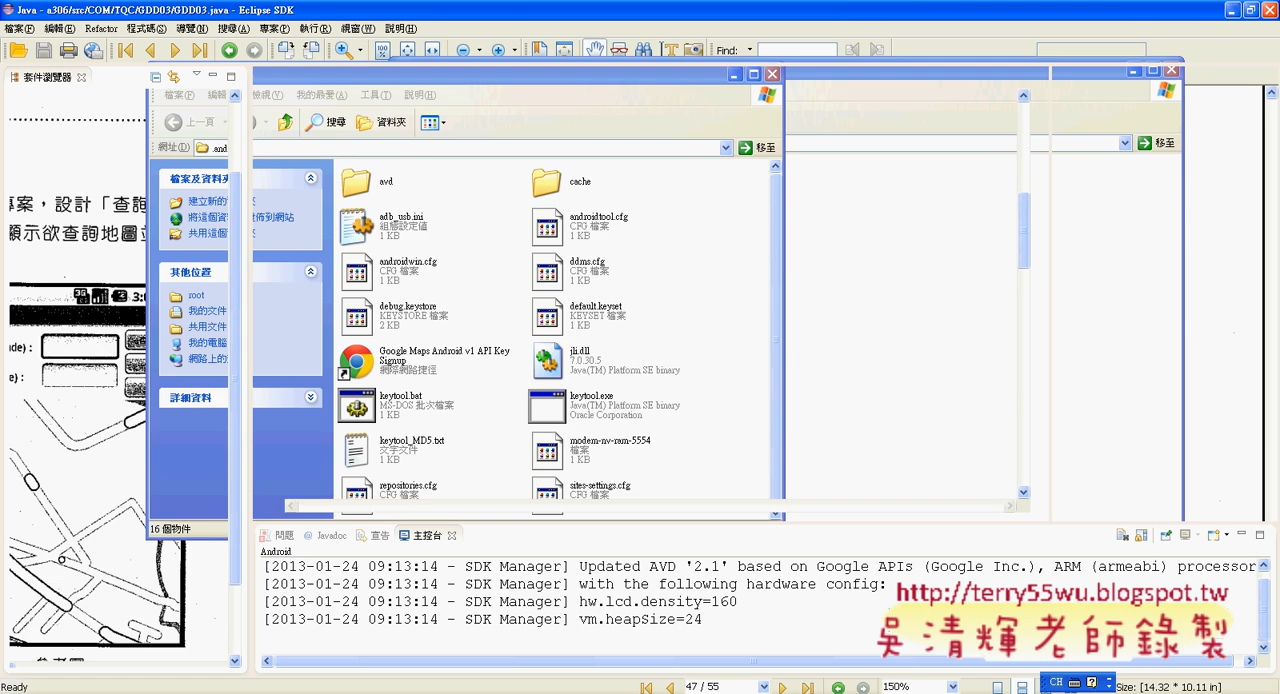 Java - a306/src/COM/TQC/GDD03/GDD03.java - Eclipse SDK
檔案(F) 編輯(E) Refactor 程式碼(S) 導覽(N) 搜尋(A) 專案(P) 執行(R) 視窗(W) 說明(H)
Find:
套件瀏覽器
檔案(F) 編輯 檢視(V) 我的最愛(A) 工具(T) 說明(H)
上一頁 搜尋 資料夾
網址(D) .and 移至
移至
專案，設計「查詢
顯示欲查詢地圖並
3:0
ude) :
e) :
檔案及資料夾
建立新的
將這個資 發佈到網站
共用這個
其他位置
root
我的文件
共用文件
我的電腦
網路上的
詳細資料
avd
cache
adb_usb.ini
組態設定值
1 KB
androidtool.cfg
CFG 檔案
1 KB
androidwin.cfg
CFG 檔案
1 KB
ddms.cfg
CFG 檔案
1 KB
debug.keystore
KEYSTORE 檔案
2 KB
default.keyset
KEYSET 檔案
1 KB
Google Maps Android v1 API Key
Signup
網際網路捷徑
jli.dll
7.0.30.5
Java(TM) Platform SE binary
keytool.bat
MS-DOS 批次檔案
1 KB
keytool.exe
Java(TM) Platform SE binary
Oracle Corporation
keytool_MD5.txt
文字文件
1 KB
modem-nv-ram-5554
檔案
1 KB
repositories.cfg
CFG 檔案
sites-settings.cfg
CFG 檔案
16 個物件
問題 @ Javadoc 宣告 主控台
Android
[2013-01-24 09:13:14 - SDK Manager] Updated AVD '2.1' based on Google APIs (Google Inc.), ARM (armeabi) processor
[2013-01-24 09:13:14 - SDK Manager] with the following hardware config:
[2013-01-24 09:13:14 - SDK Manager] hw.lcd.density=160
[2013-01-24 09:13:14 - SDK Manager] vm.heapSize=24
http://terry55wu.blogspot.tw
吳清輝老師錄製
Ready 47 / 55 150% CH Size: [14.32 * 10.11 in]